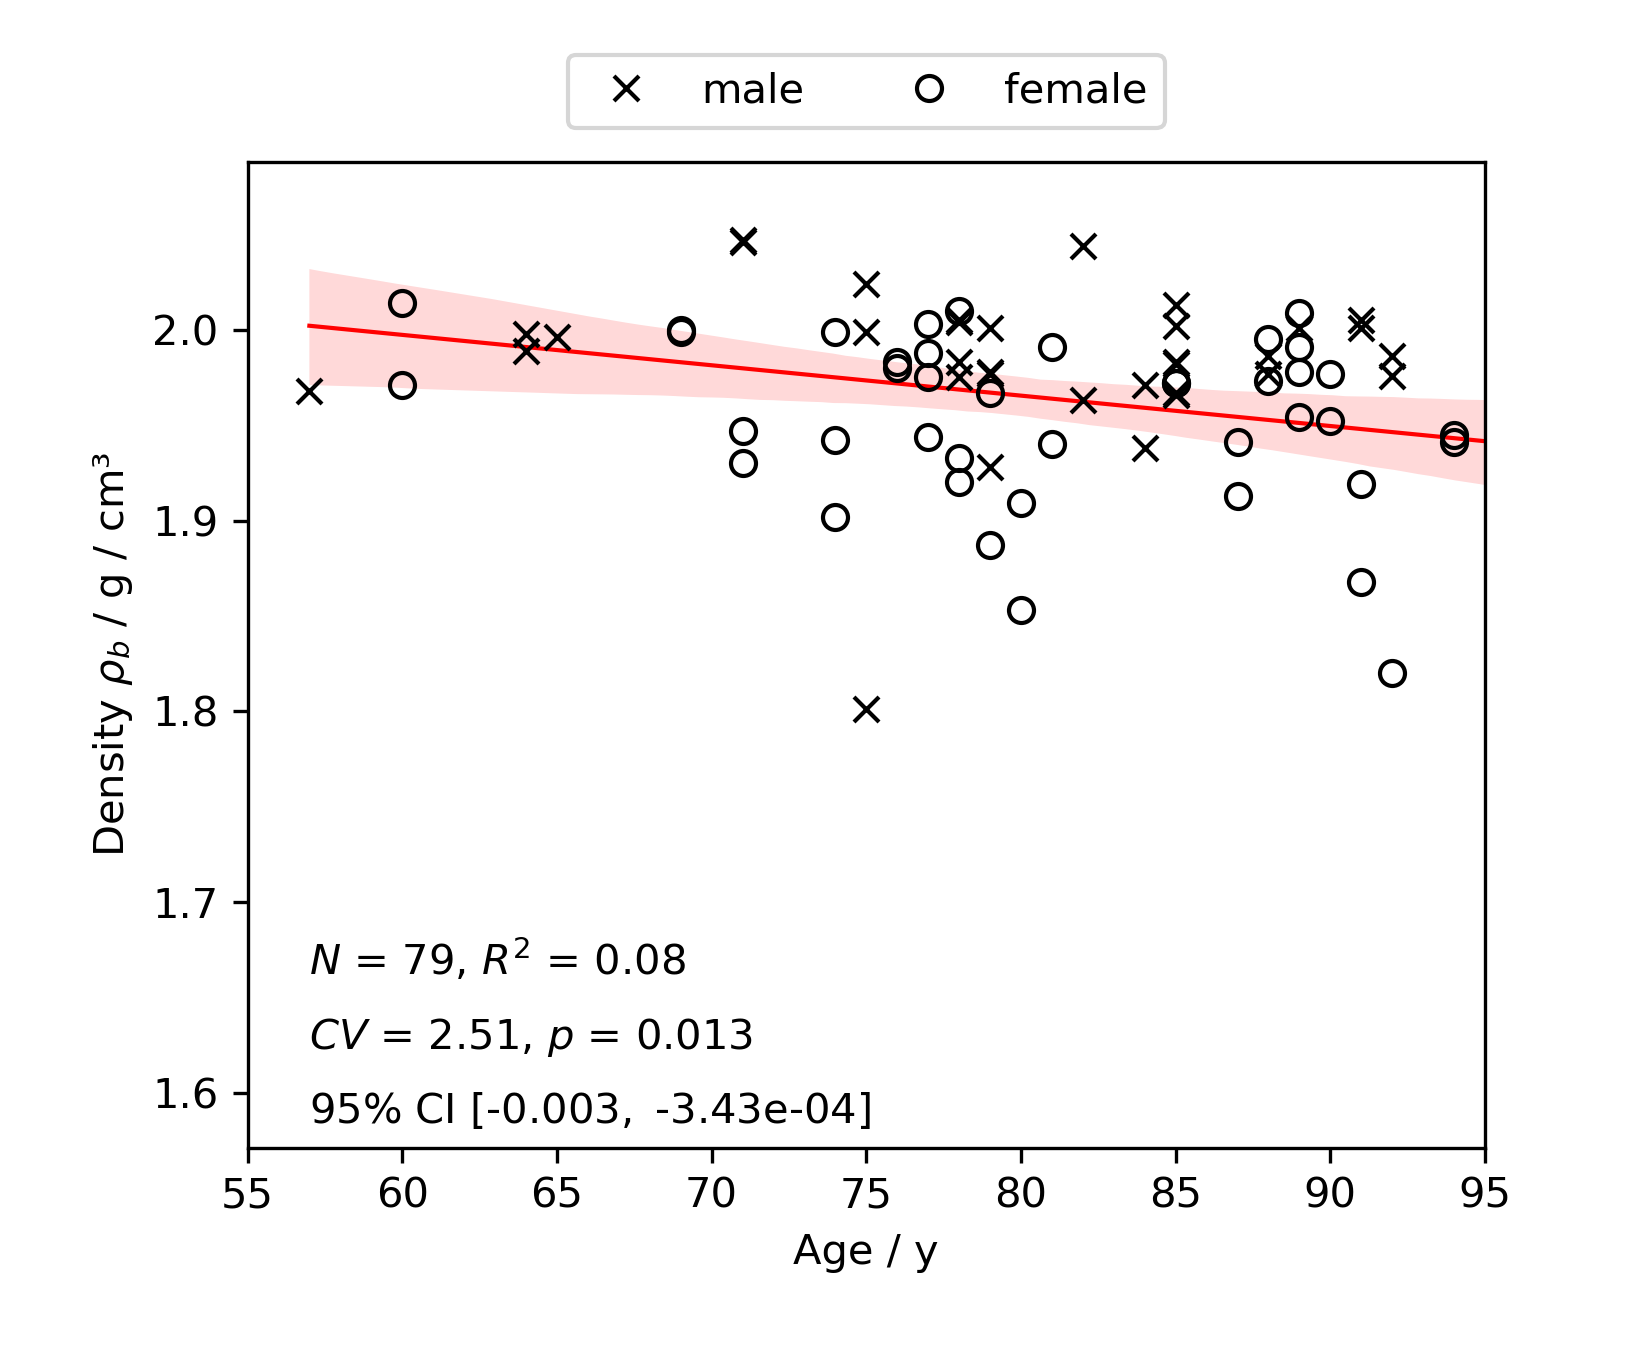 male female
2.0
1.9
1.8
1.7
1.6
Density ρb / g / cm³
N = 79, R² = 0.08
CV = 2.51, p = 0.013
95% CI [-0.003, -3.43e-04]
55 60 65 70 75 80 85 90 95
Age / y